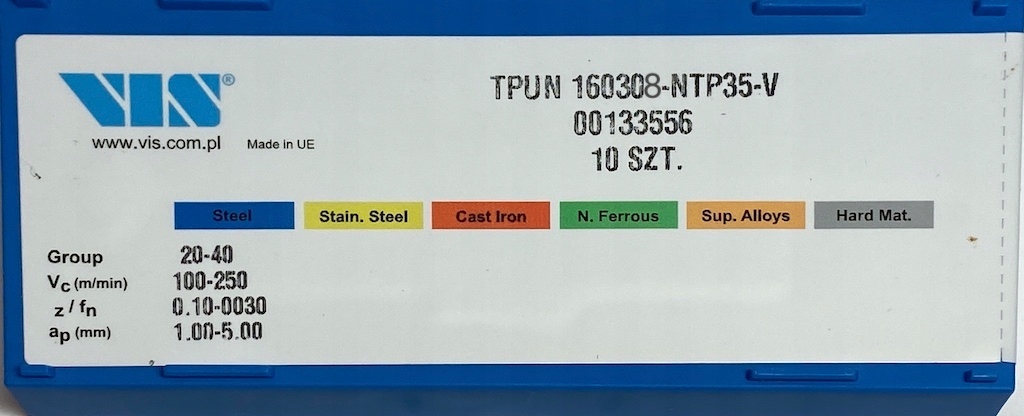 VIS®
www.vis.com.pl Made in UE
TPUN 160308-NTP35-V
00133556
10 SZT.
Steel Stain. Steel Cast Iron N. Ferrous Sup. Alloys Hard Mat.
Group 20-40
Vc (m/min) 100-250
z / fn 0.10-0030
ap (mm) 1.00-5.00